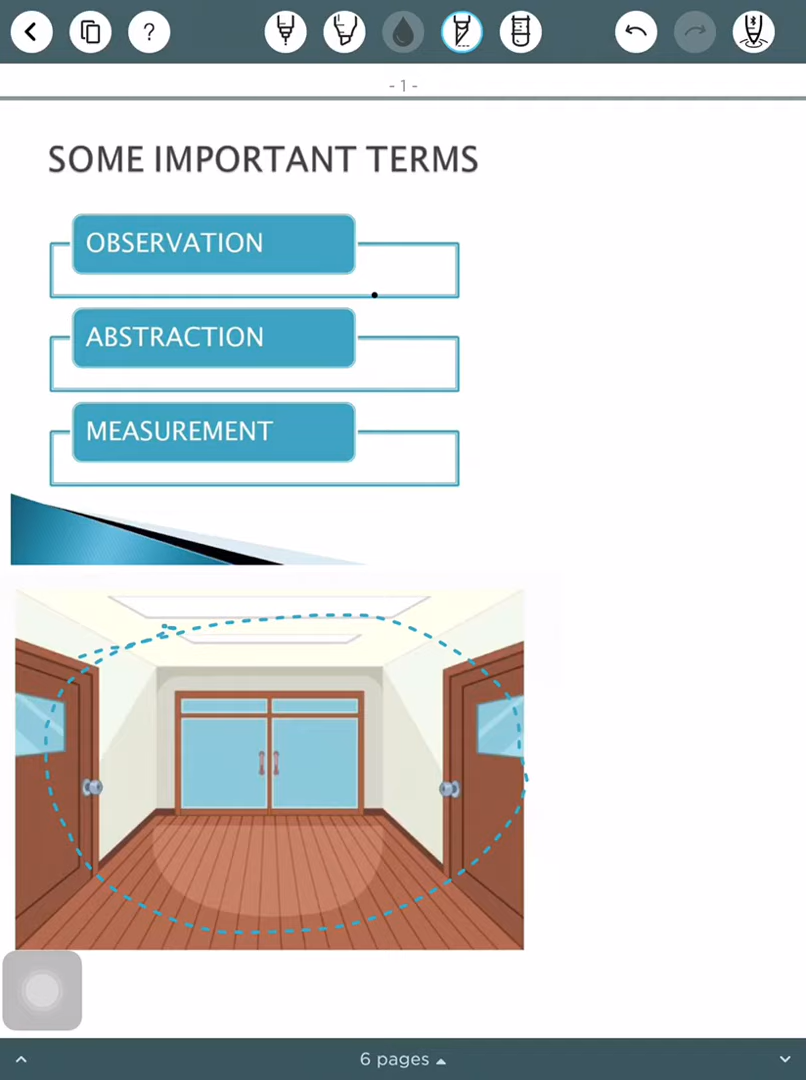 ?
- 1 -
SOME IMPORTANT TERMS
OBSERVATION
ABSTRACTION
MEASUREMENT
6 pages